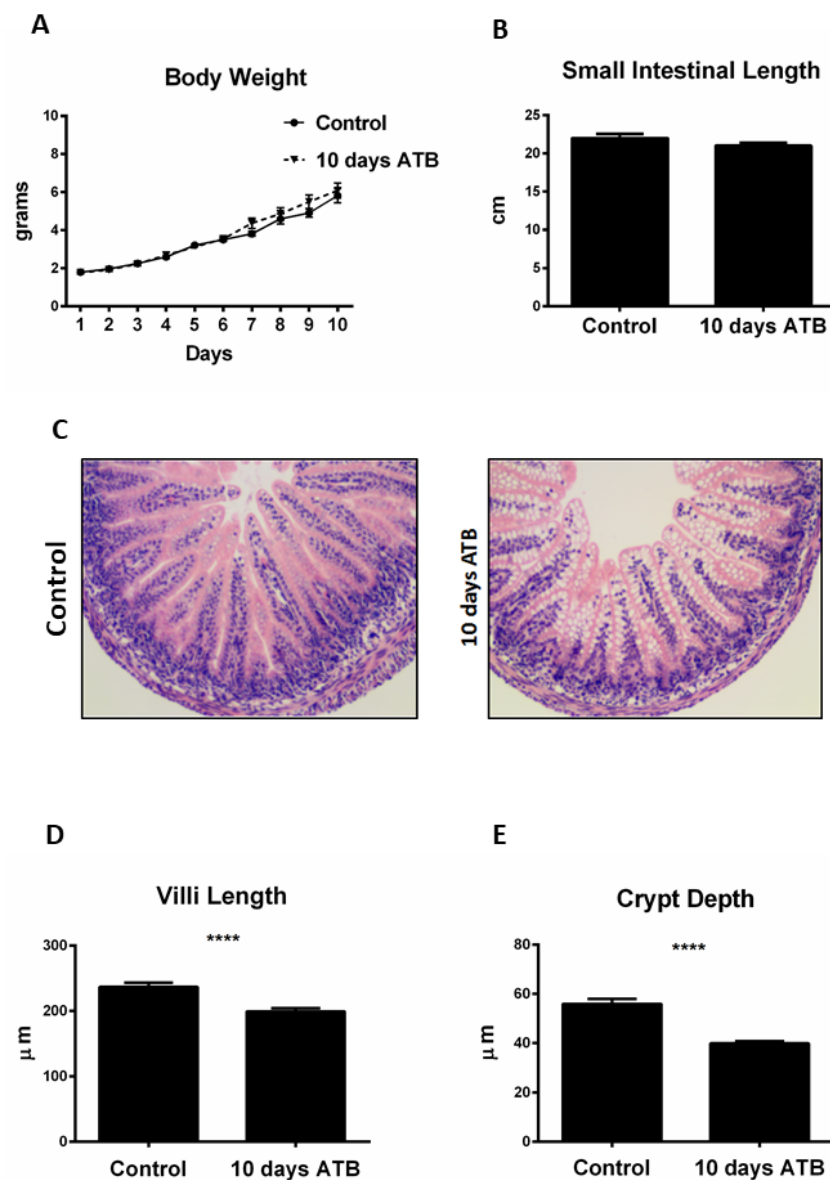 A
Body Weight
grams
10
8
6
4
2
0
1 2 3 4 5 6 7 8 9 10
Days
Control
10 days ATB
B
Small Intestinal Length
cm
25
20
15
10
5
0
Control 10 days ATB
C
Control
10 days ATB
D
Villi Length
****
μm
300
200
100
0
Control 10 days ATB
E
Crypt Depth
****
μm
80
60
40
20
0
Control 10 days ATB